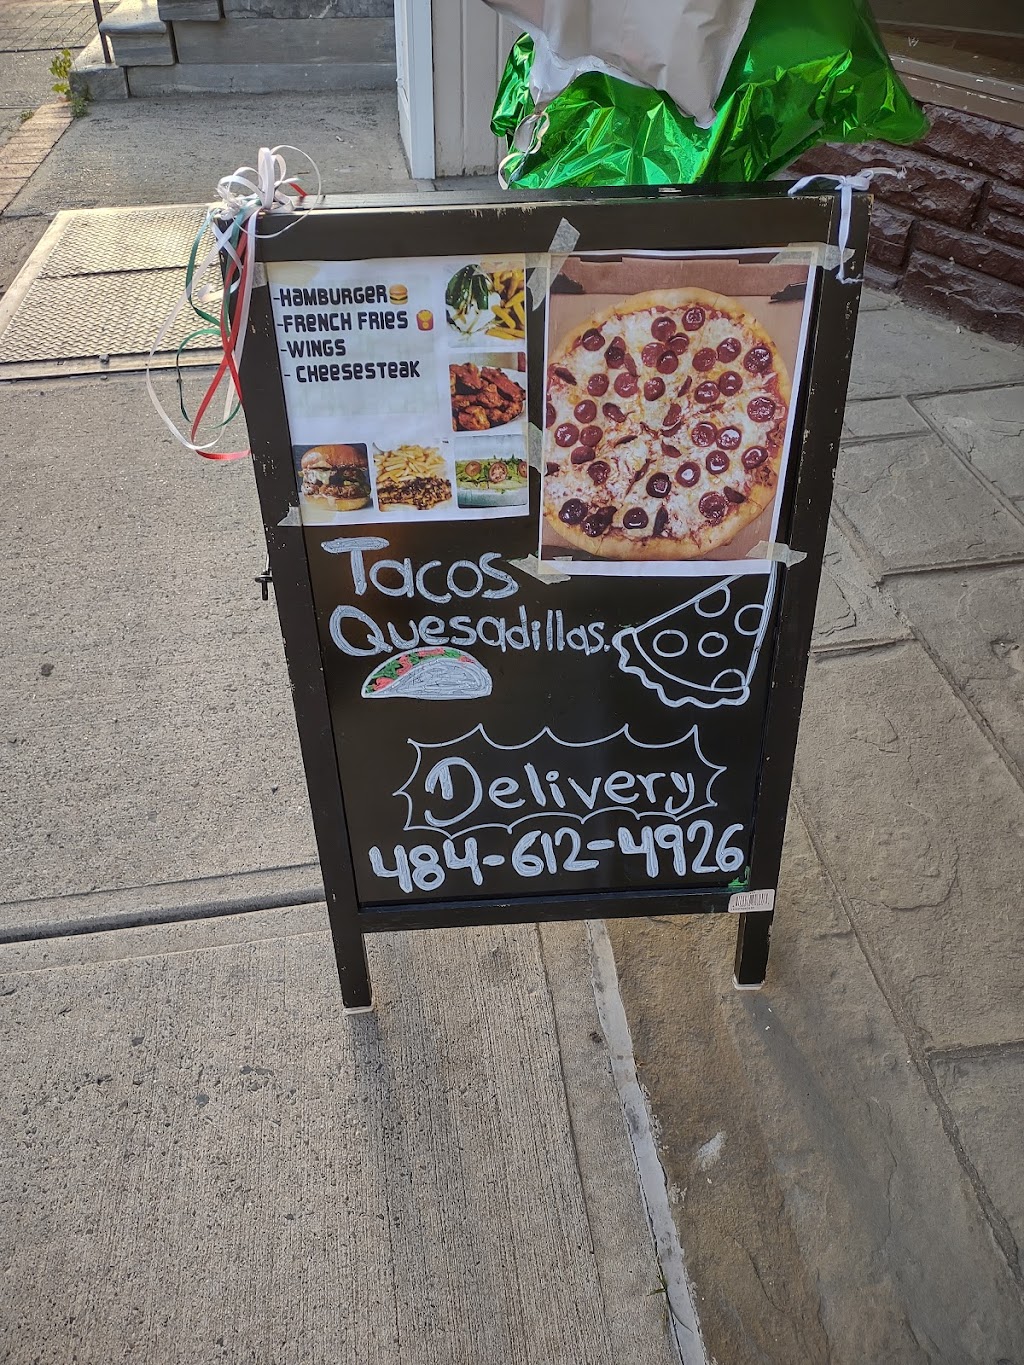 -HAMBURGER
-FRENCH FRIES
-WINGS
- CHEESESTEAK
Tacos
Quesadillas.
Delivery
484-612-4926